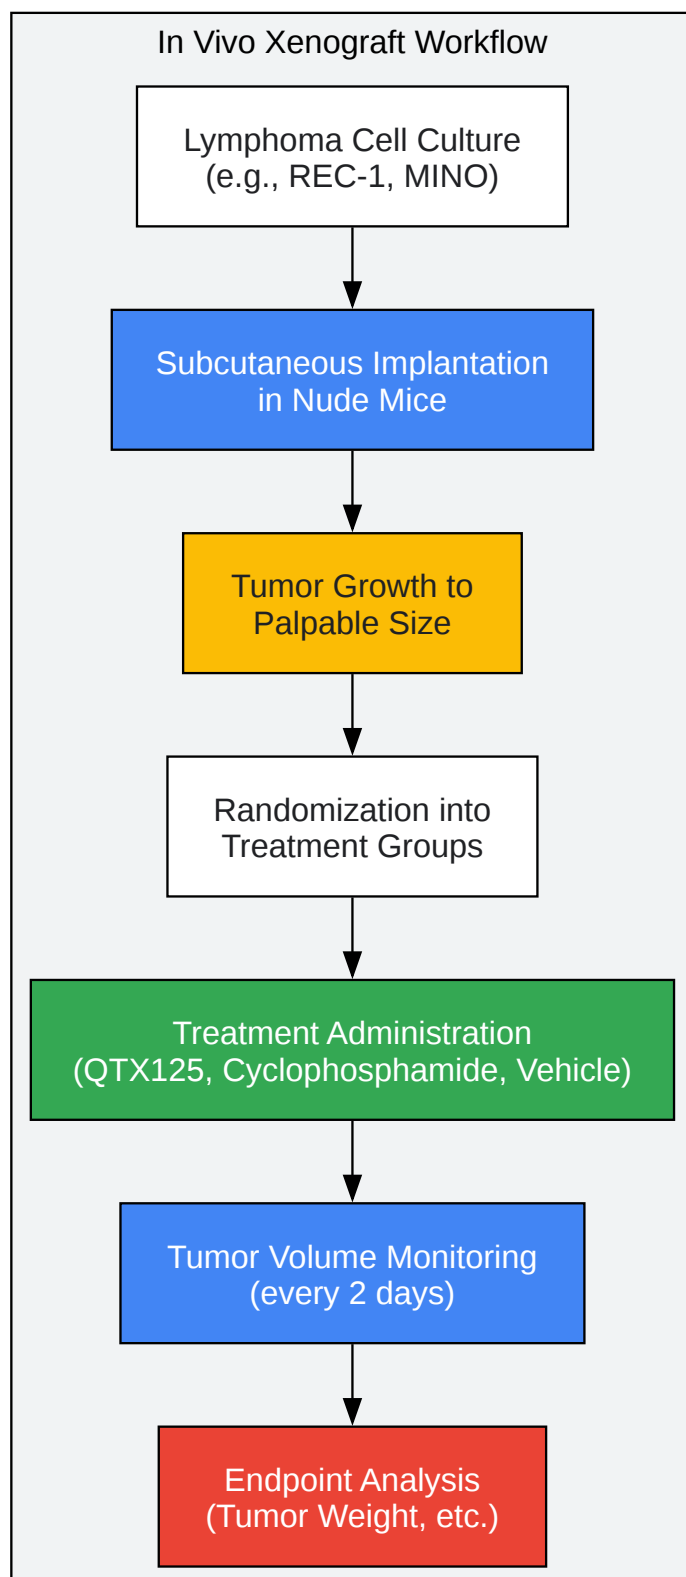 In Vivo Xenograft Workflow
Lymphoma Cell Culture
(e.g., REC-1, MINO)
Subcutaneous Implantation
in Nude Mice
Tumor Growth to
Palpable Size
Randomization into
Treatment Groups
Treatment Administration
(QTX125, Cyclophosphamide, Vehicle)
Tumor Volume Monitoring
(every 2 days)
Endpoint Analysis
(Tumor Weight, etc.)